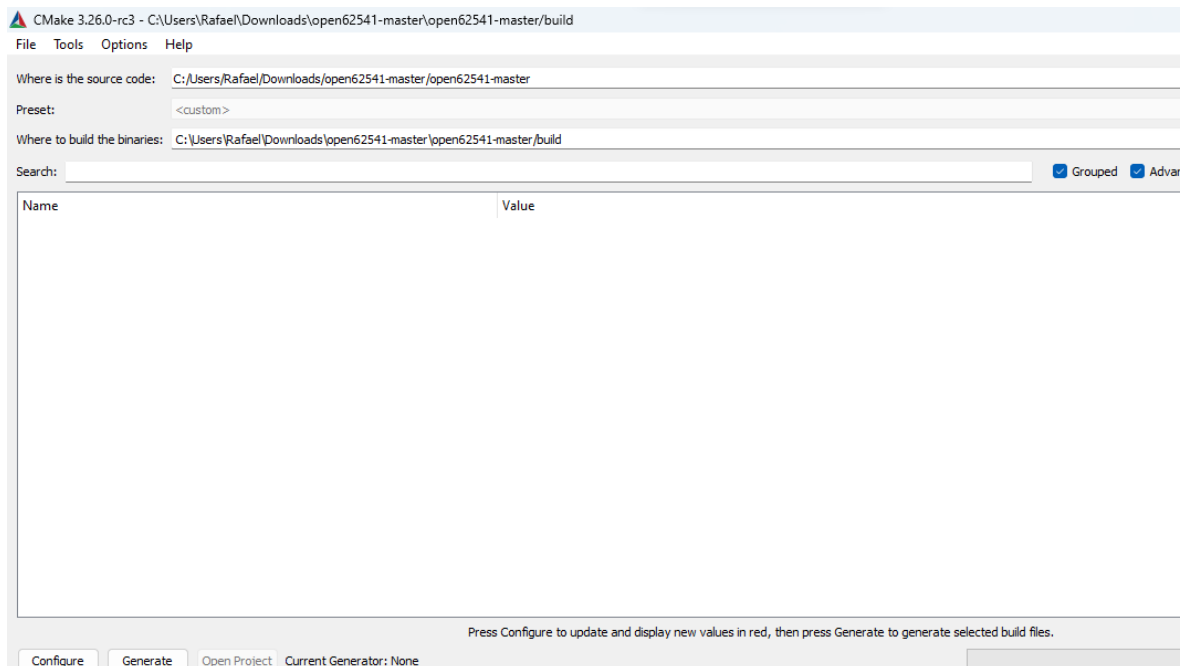 CMake 3.26.0-rc3 - C:\Users\Rafael\Downloads\open62541-master\open62541-master/build
File Tools Options Help
Where is the source code: C:/Users/Rafael/Downloads/open62541-master/open62541-master
Preset: <custom>
Where to build the binaries: C:\Users\Rafael\Downloads\open62541-master\open62541-master/build
Search: Grouped Advar
Name Value
Press Configure to update and display new values in red, then press Generate to generate selected build files.
Configure Generate Open Project Current Generator: None